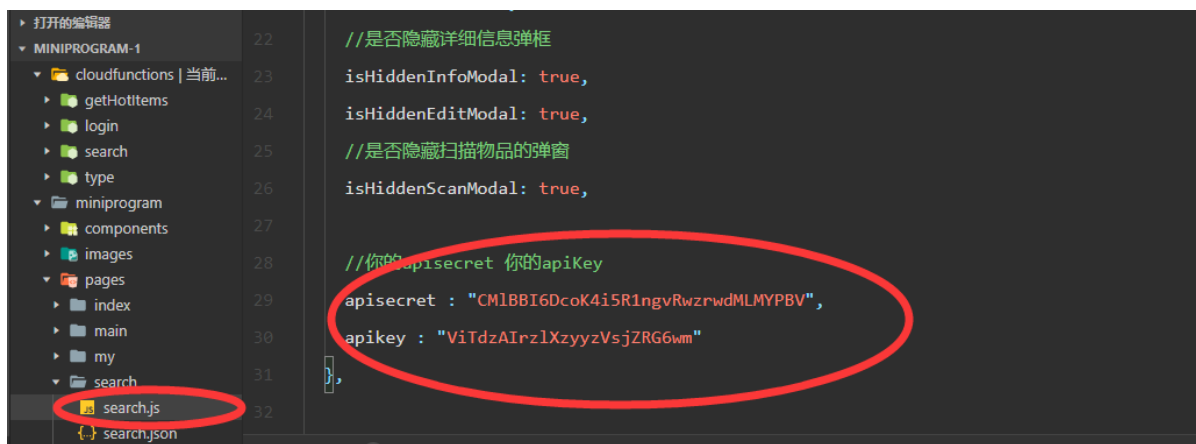 打开的编辑器
MINIPROGRAM-1
cloudfunctions | 当前...
getHotItems
login
search
type
miniprogram
components
images
pages
index
main
my
search
search.js
search.json
22 //是否隐藏详细信息弹框
23 isHiddenInfoModal: true,
24 isHiddenEditModal: true,
25 //是否隐藏扫描物品的弹窗
26 isHiddenScanModal: true,
27
28 //你的apisecret 你的apiKey
29 apisecret : "CMlBBI6DcoK4i5R1ngvRwzrwdMLMYPBV",
30 apikey : "ViTdzAIrzlXzyyzVsjZRG6wm"
31 },
32